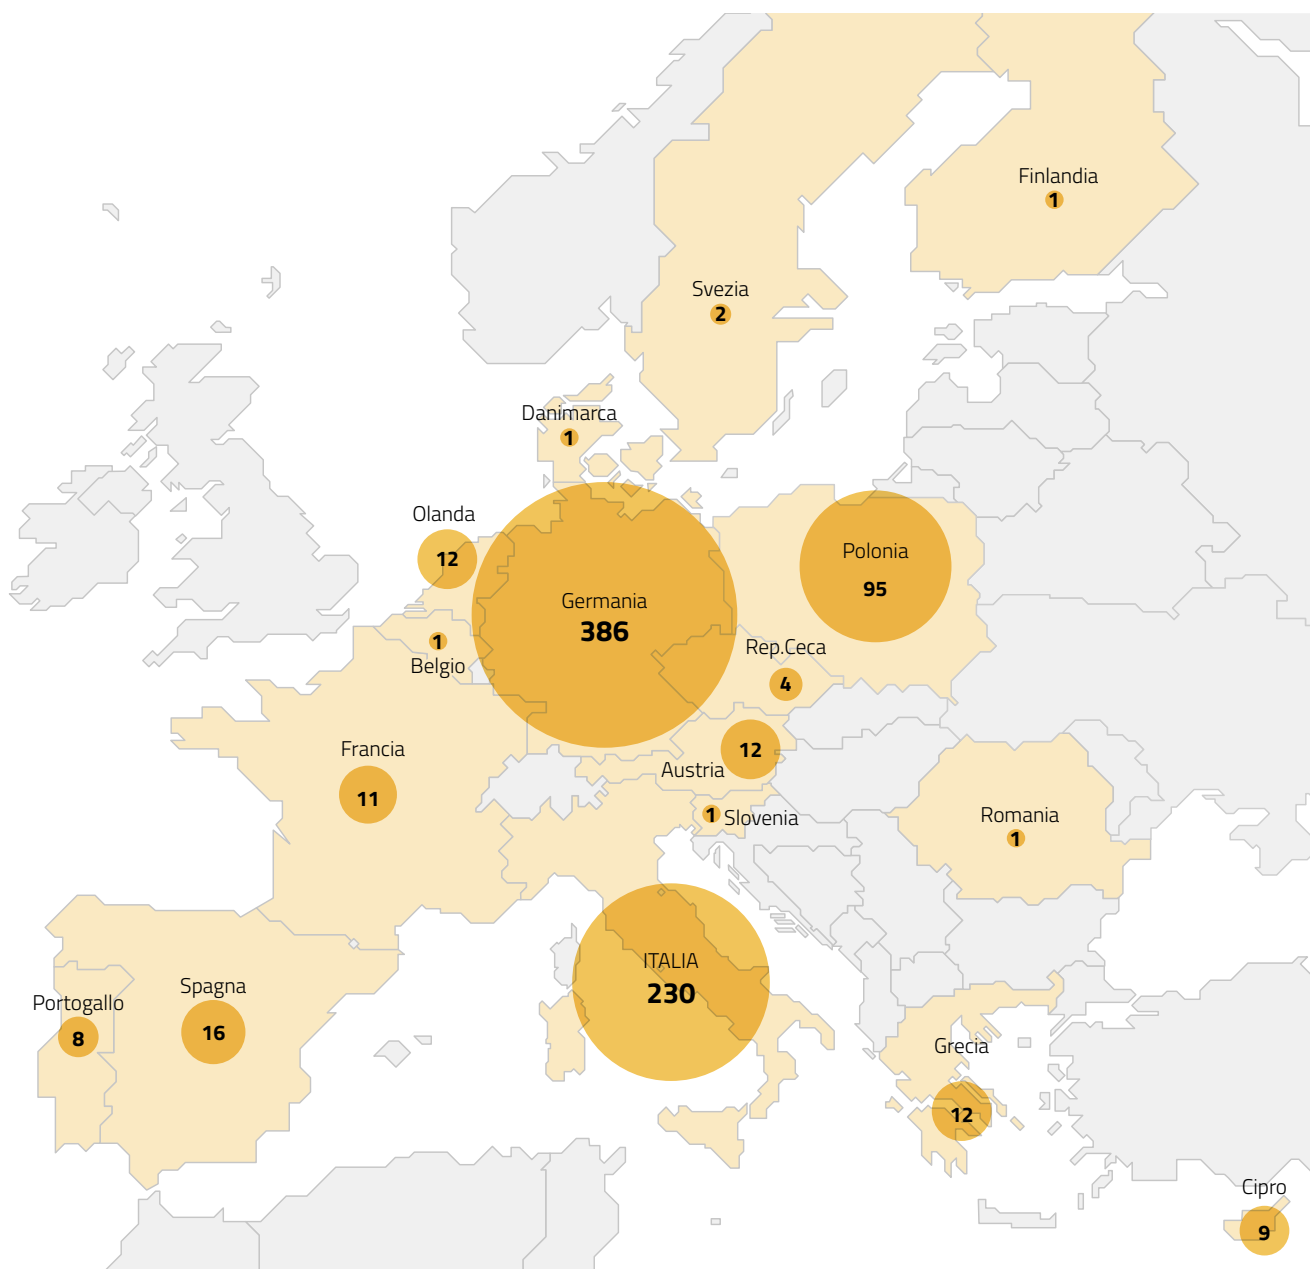 Finlandia
1
Svezia
2
Danimarca
1
Olanda
12
Polonia
95
Germania
386
1
Belgio
Rep.Ceca
4
Francia
11
12
Austria
1 Slovenia
Romania
1
ITALIA
230
Spagna
16
Portogallo
8
Grecia
12
Cipro
9